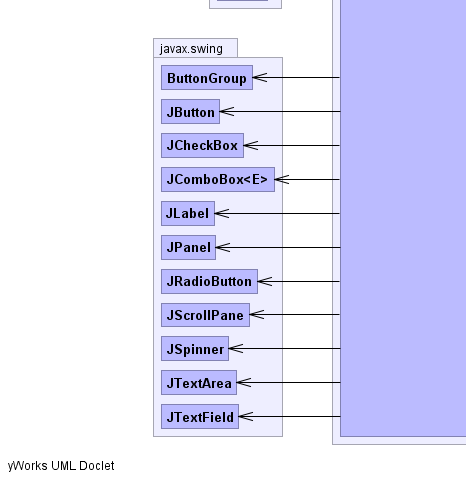 javax.swing
ButtonGroup
JButton
JCheckBox
JComboBox<E>
JLabel
JPanel
JRadioButton
JScrollPane
JSpinner
JTextArea
JTextField
yWorks UML Doclet